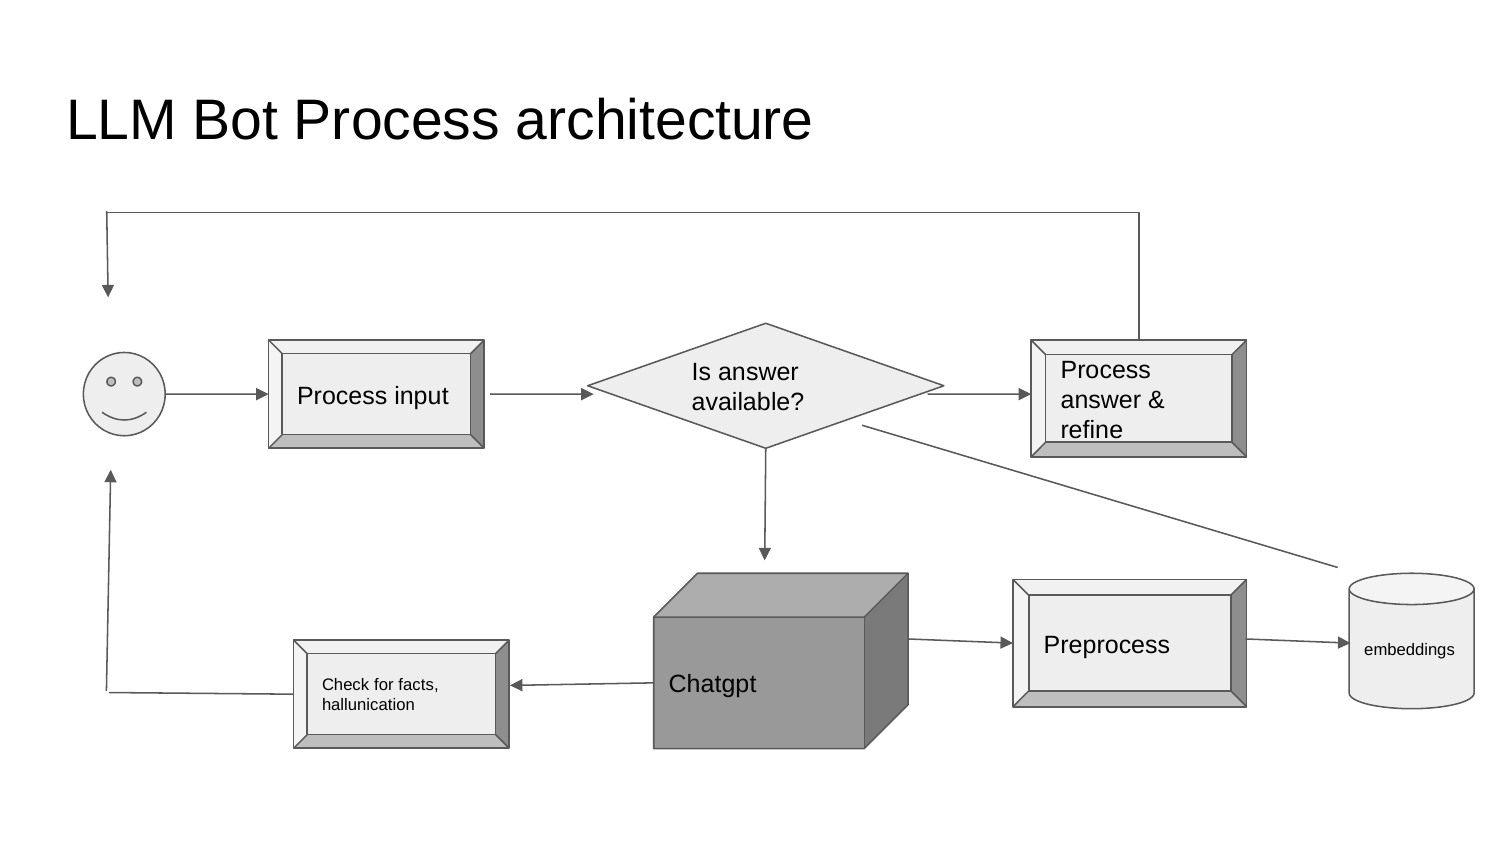 LLM Bot Process architecture
Process input
Is answer
available?
Process
answer &
refine
Check for facts,
hallunication
Chatgpt
Preprocess
embeddings